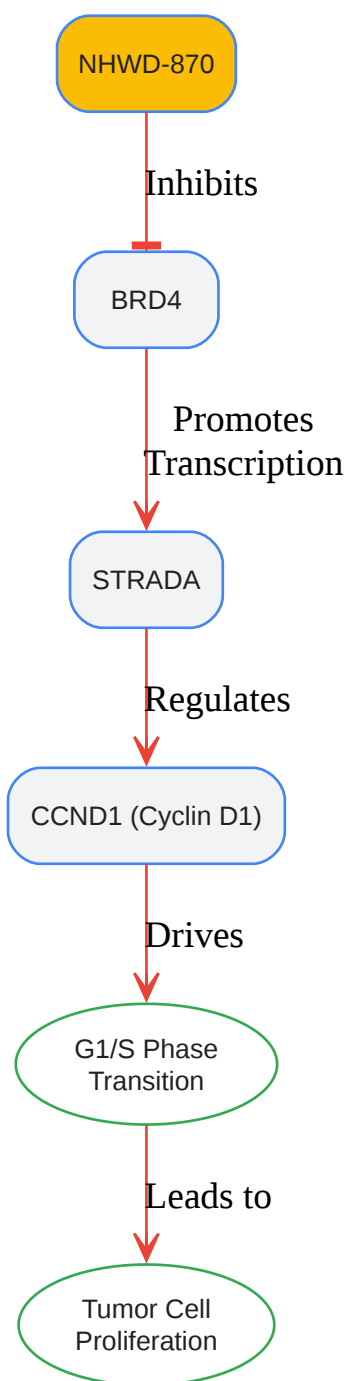 NHWD-870
Inhibits
BRD4
Promotes
Transcription
STRADA
Regulates
CCND1 (Cyclin D1)
Drives
G1/S Phase
Transition
Leads to
Tumor Cell
Proliferation